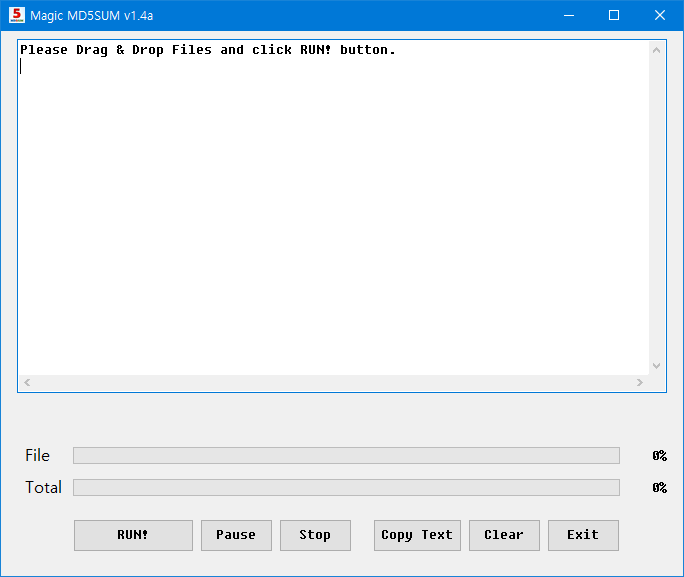 5 Magic MD5SUM v1.4a
Please Drag & Drop Files and click RUN! button.
File 0%
Total 0%
RUN! Pause Stop Copy Text Clear Exit